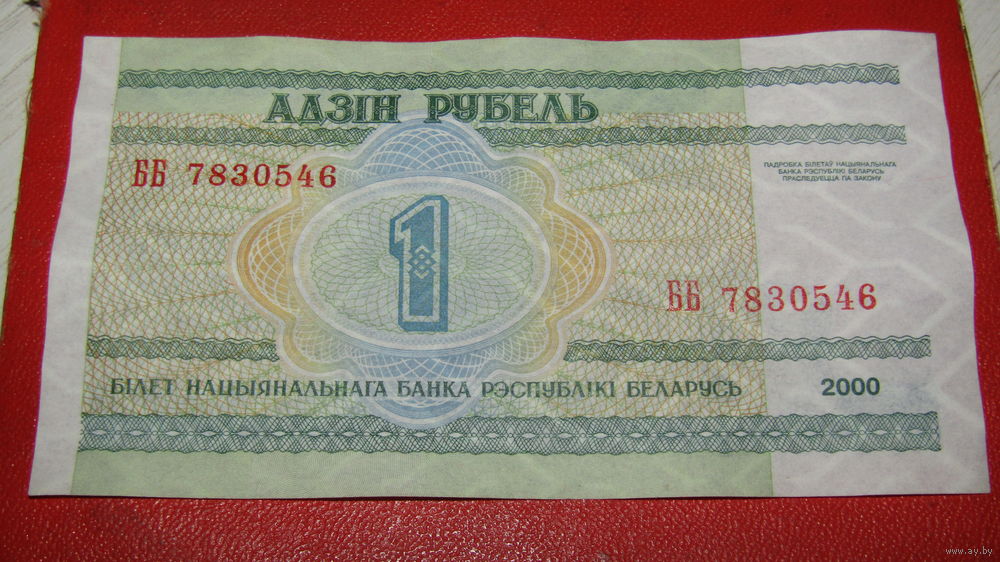 АДЗІН РУБЕЛЬ
ББ 7830546
ПАДРОБКА БІЛЕТАЎ НАЦЫЯНАЛЬНАГА
БАНКА РЭСПУБЛІКІ БЕЛАРУСЬ
ПРАСЛЕДУЕЦЦА ПА ЗАКОНУ
1
ББ 7830546
БІЛЕТ НАЦЫЯНАЛЬНАГА БАНКА РЭСПУБЛІКІ БЕЛАРУСЬ 2000
www.ay.by